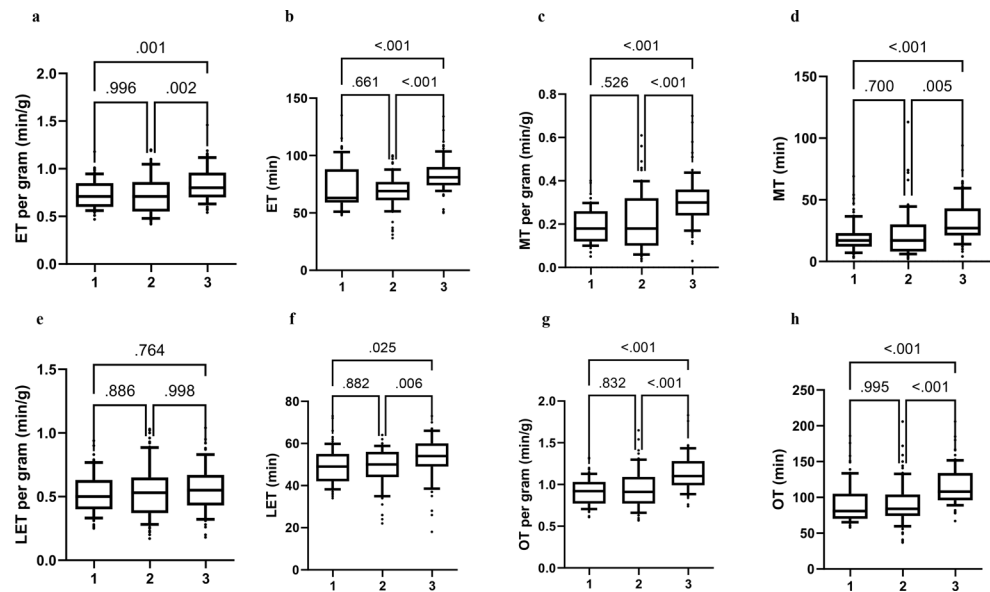 a
.001
.996
.002
2.0
1.5
1.0
0.5
0.0
ET per gram (min/g)
1 2 3
b
<.001
.661
<.001
150
100
50
0
ET (min)
1 2 3
c
<.001
.526
<.001
0.8
0.6
0.4
0.2
0.0
MT per gram (min/g)
1 2 3
d
<.001
.700
.005
150
100
50
0
MT (min)
1 2 3
e
.764
.886
.998
1.5
1.0
0.5
0.0
LET per gram (min/g)
1 2 3
f
.025
.882
.006
80
60
40
20
0
LET (min)
1 2 3
g
<.001
.832
<.001
2.0
1.5
1.0
0.5
0.0
OT per gram (min/g)
1 2 3
h
<.001
.995
<.001
250
200
150
100
50
0
OT (min)
1 2 3